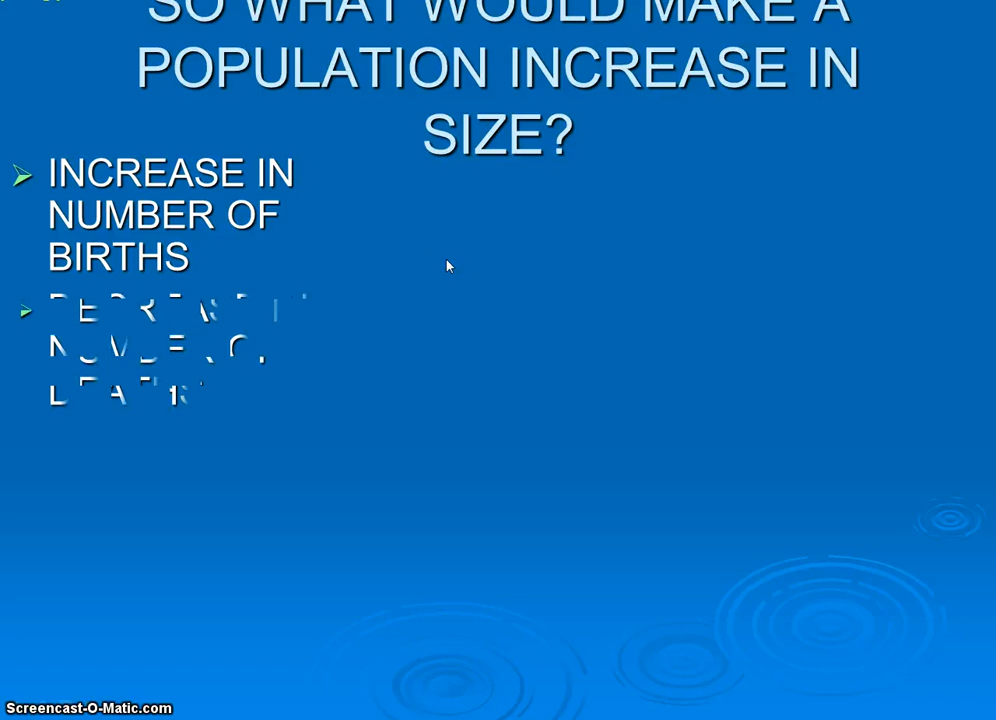 SO WHAT WOULD MAKE A
POPULATION INCREASE IN
SIZE?
INCREASE IN
NUMBER OF
BIRTHS
Screencast-O-Matic.com